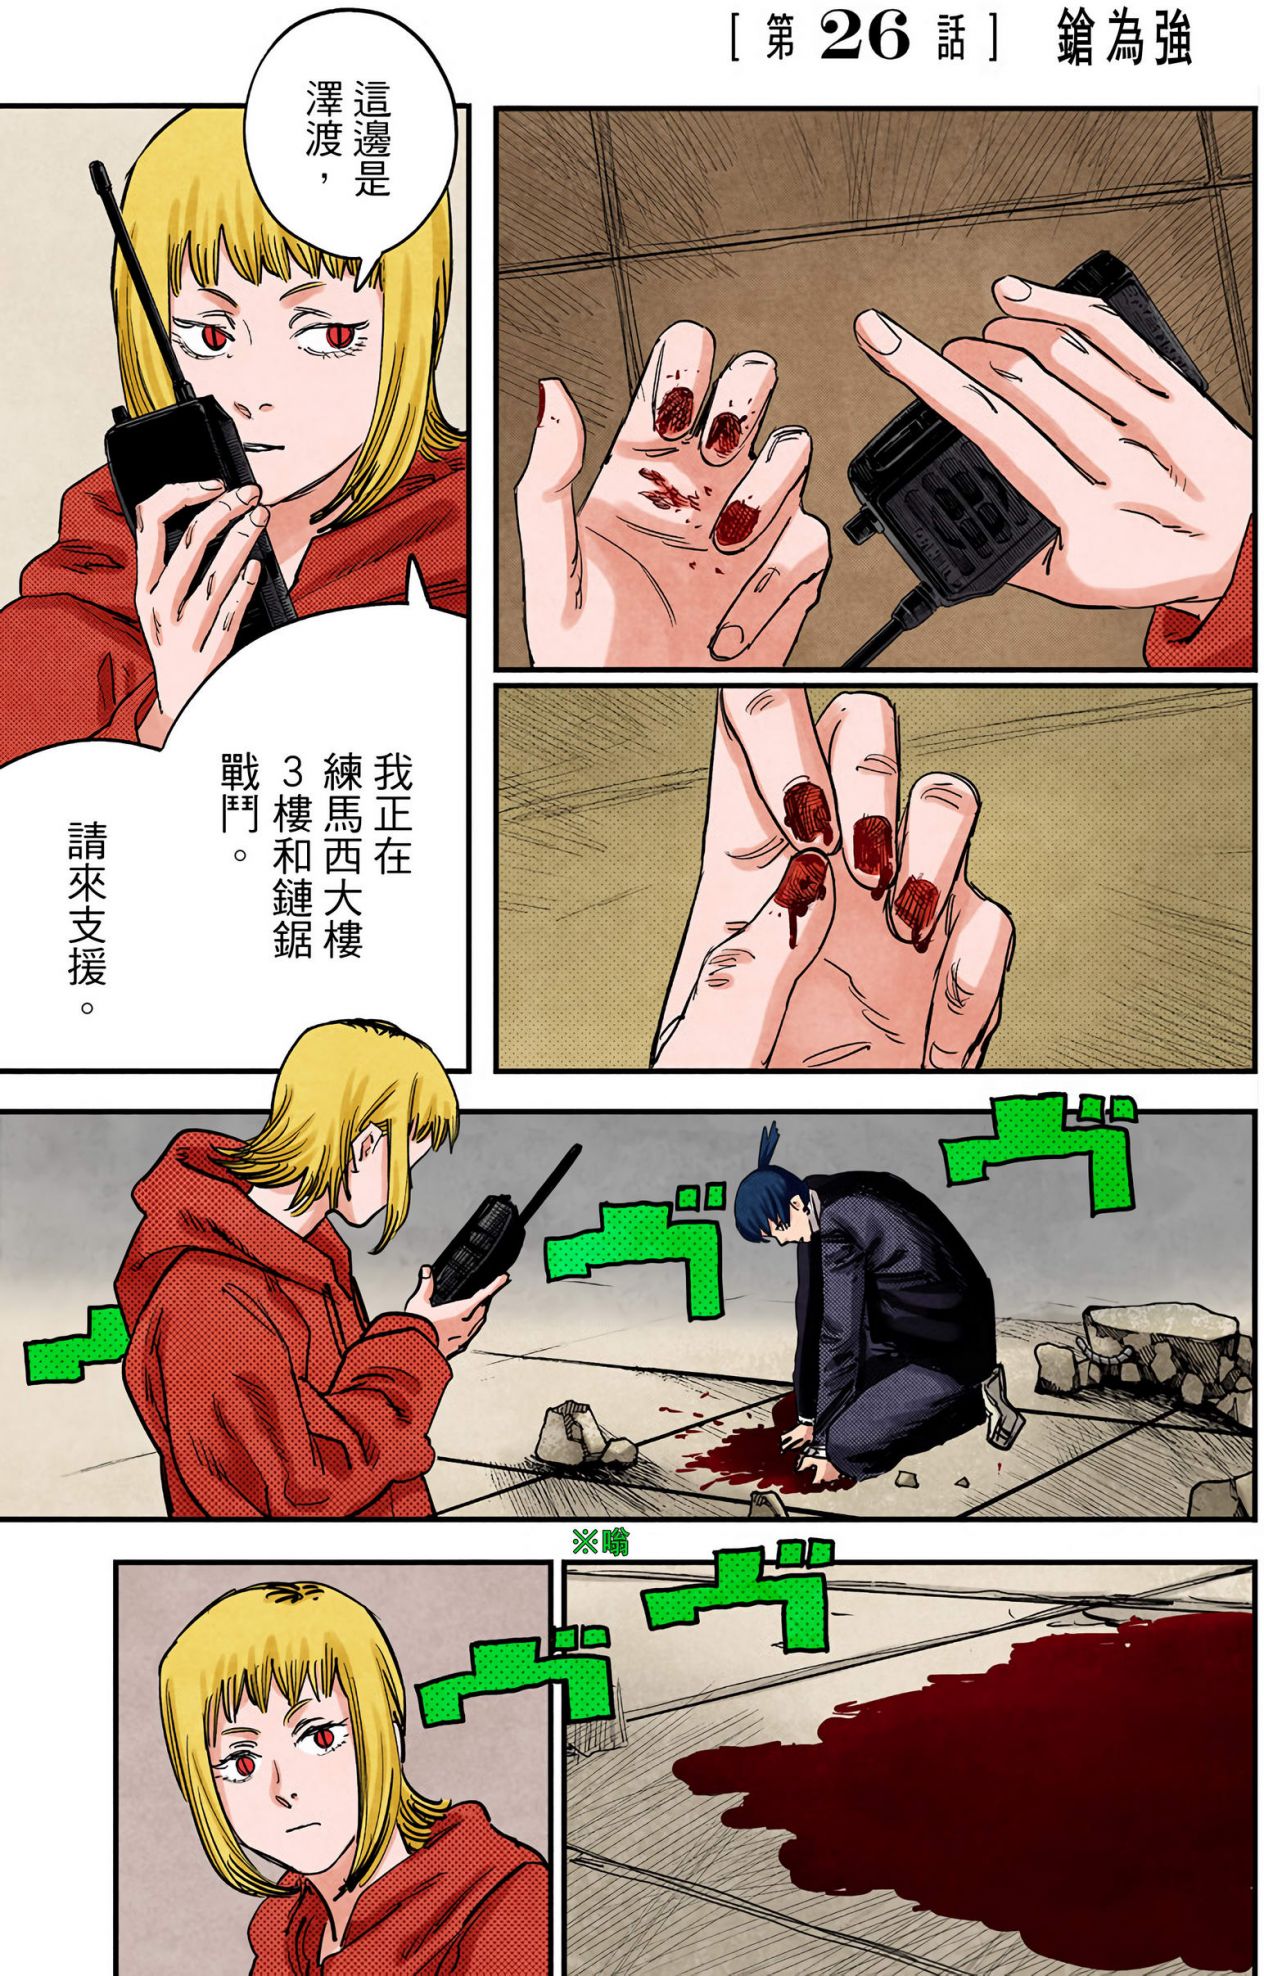 [第26話] 鎗為強
這邊是
澤渡，
我正在
練馬西大樓
3樓和鏈鋸
戰鬥。
請來支援。
ヴ
ヴ
ヴ
※嗡
ヴ
ヴ